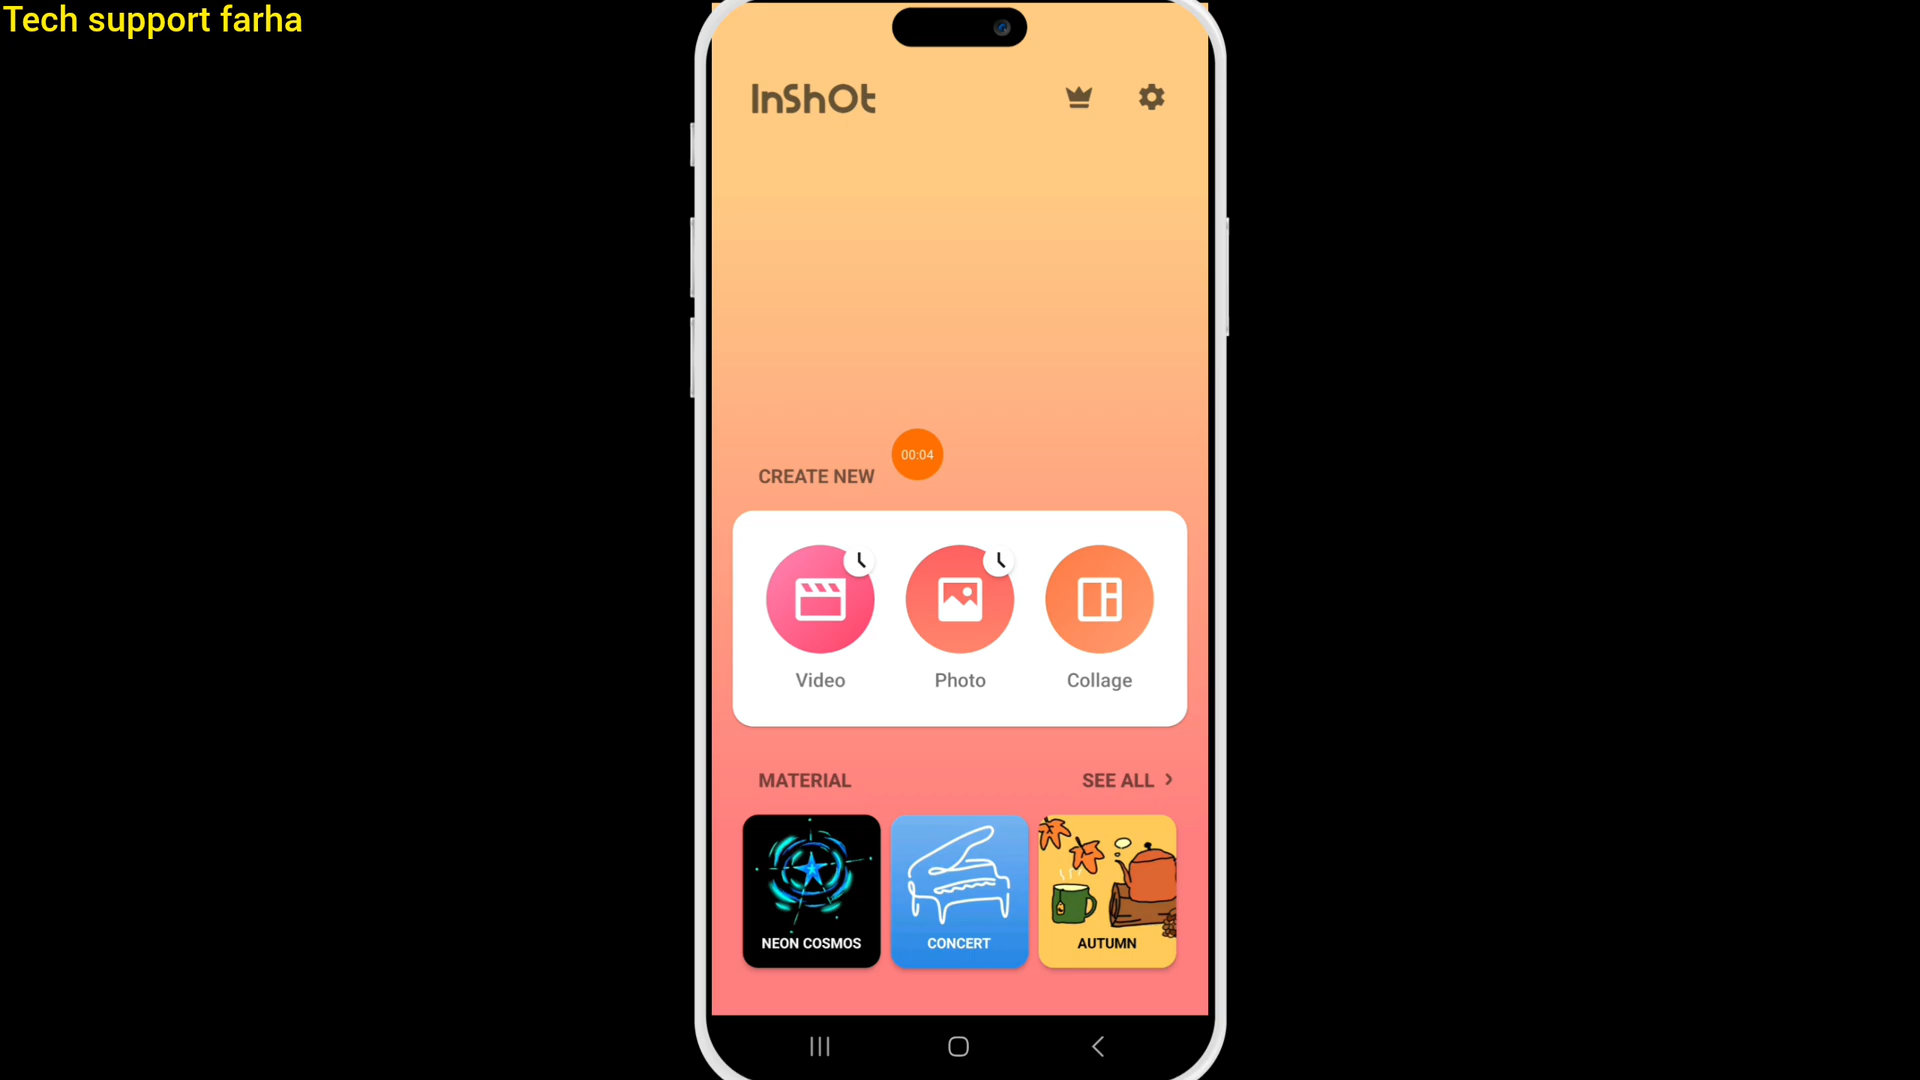 Tech support farha
InShOt
00:04
CREATE NEW
Video Photo Collage
MATERIAL SEE ALL >
NEON COSMOS CONCERT AUTUMN